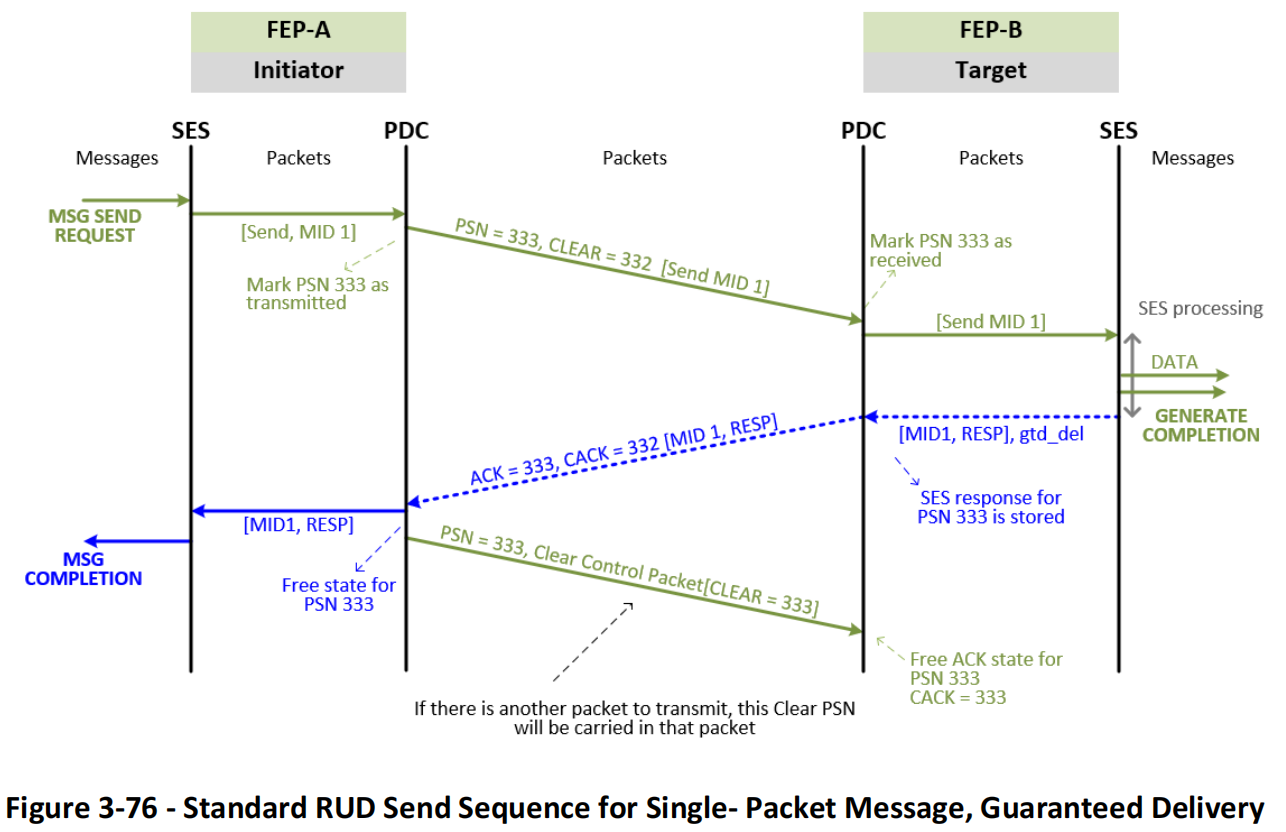 FEP-A
Initiator
FEP-B
Target
SES
PDC
PDC
SES
Messages
Packets
Packets
Packets
Messages
MSG SEND
REQUEST
[Send, MID 1]
Mark PSN 333 as
transmitted
PSN = 333, CLEAR = 332 [Send MID 1]
Mark PSN 333 as
received
[Send MID 1]
SES processing
DATA
GENERATE
COMPLETION
[MID1, RESP], gtd_del
SES response for
PSN 333 is stored
ACK = 333, CACK = 332 [MID 1, RESP]
[MID1, RESP]
MSG
COMPLETION
Free state for
PSN 333
PSN = 333, Clear Control Packet[CLEAR = 333]
Free ACK state for
PSN 333
CACK = 333
If there is another packet to transmit, this Clear PSN
will be carried in that packet
Figure 3-76 - Standard RUD Send Sequence for Single- Packet Message, Guaranteed Delivery